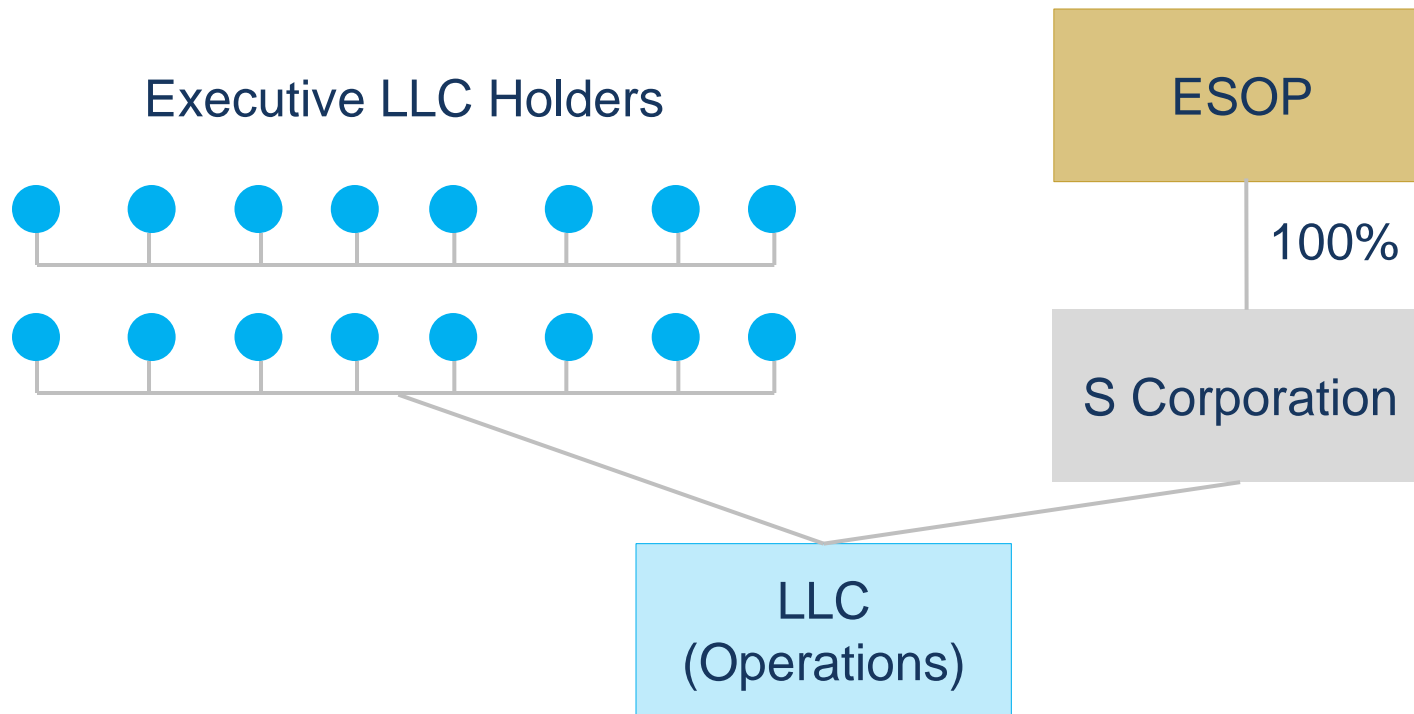 Executive LLC Holders
ESOP
100%
S Corporation
LLC
(Operations)